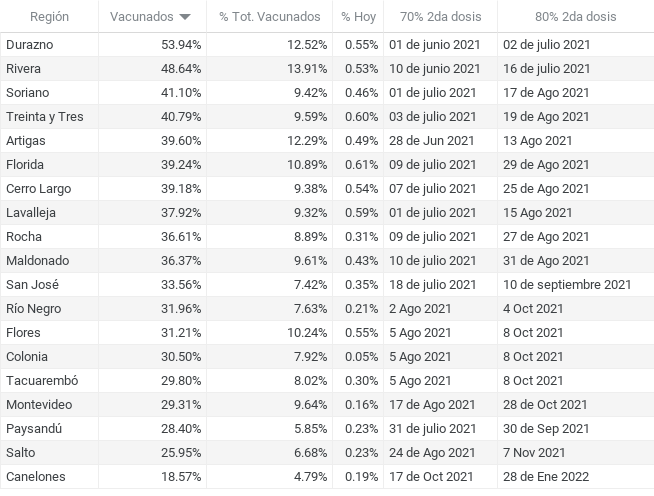 Región Vacunados % Tot. Vacunados % Hoy 70% 2da dosis 80% 2da dosis
Durazno 53.94% 12.52% 0.55% 01 de junio 2021 02 de julio 2021
Rivera 48.64% 13.91% 0.53% 10 de junio 2021 16 de julio 2021
Soriano 41.10% 9.42% 0.46% 01 de julio 2021 17 de Ago 2021
Treinta y Tres 40.79% 9.59% 0.60% 03 de julio 2021 19 de Ago 2021
Artigas 39.60% 12.29% 0.49% 28 de Jun 2021 13 Ago 2021
Florida 39.24% 10.89% 0.61% 09 de julio 2021 29 de Ago 2021
Cerro Largo 39.18% 9.38% 0.54% 07 de julio 2021 25 de Ago 2021
Lavalleja 37.92% 9.32% 0.59% 01 de julio 2021 15 Ago 2021
Rocha 36.61% 8.89% 0.31% 09 de julio 2021 27 de Ago 2021
Maldonado 36.37% 9.61% 0.43% 10 de julio 2021 31 de Ago 2021
San José 33.56% 7.42% 0.35% 18 de julio 2021 10 de septiembre 2021
Río Negro 31.96% 7.63% 0.21% 2 Ago 2021 4 Oct 2021
Flores 31.21% 10.24% 0.55% 5 Ago 2021 8 Oct 2021
Colonia 30.50% 7.92% 0.05% 5 Ago 2021 8 Oct 2021
Tacuarembó 29.80% 8.02% 0.30% 5 Ago 2021 8 Oct 2021
Montevideo 29.31% 9.64% 0.16% 17 de Ago 2021 28 de Oct 2021
Paysandú 28.40% 5.85% 0.23% 31 de julio 2021 30 de Sep 2021
Salto 25.95% 6.68% 0.23% 24 de Ago 2021 7 Nov 2021
Canelones 18.57% 4.79% 0.19% 17 de Oct 2021 28 de Ene 2022